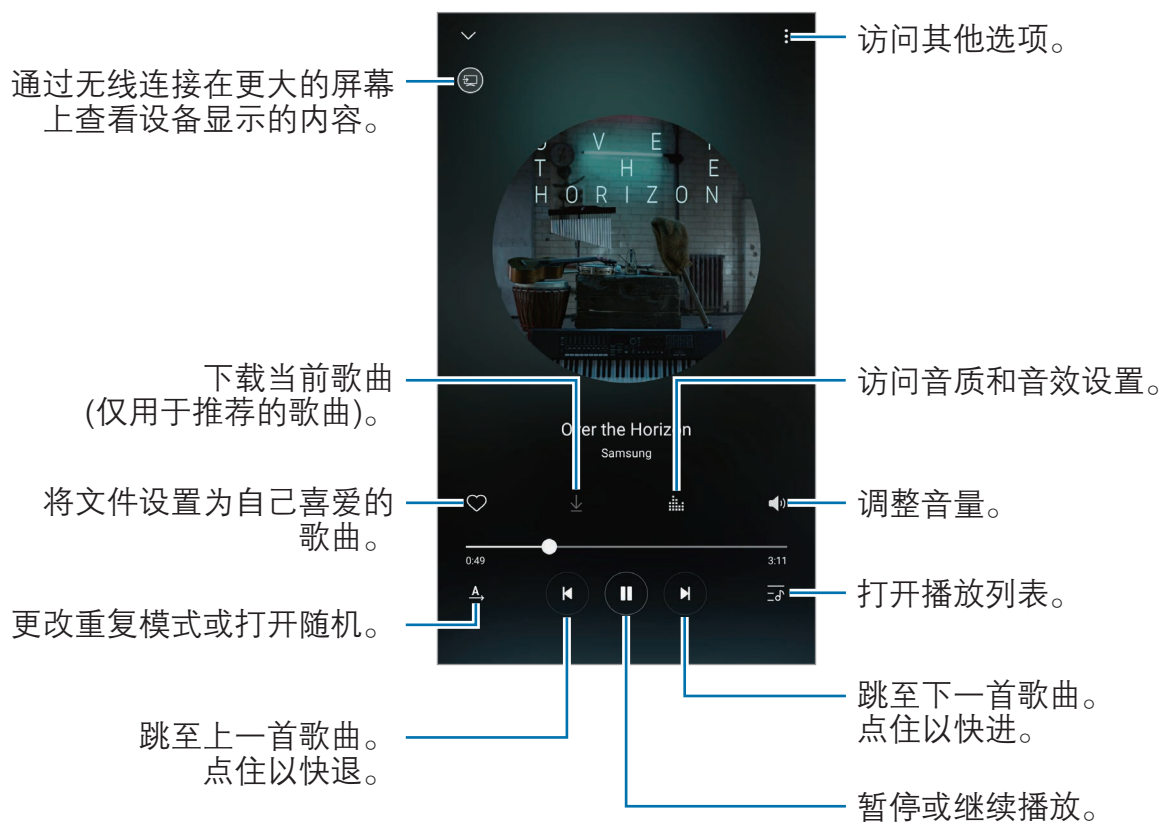 访问其他选项。
通过无线连接在更大的屏幕
上查看设备显示的内容。
V E
T H E
HORIZON
下载当前歌曲
(仅用于推荐的歌曲)。
访问音质和音效设置。
Over the Horizon
Samsung
将文件设置为自己喜爱的
歌曲。
调整音量。
0:49
3:11
A
打开播放列表。
更改重复模式或打开随机。
跳至上一首歌曲。
点住以快退。
跳至下一首歌曲。
点住以快进。
暂停或继续播放。